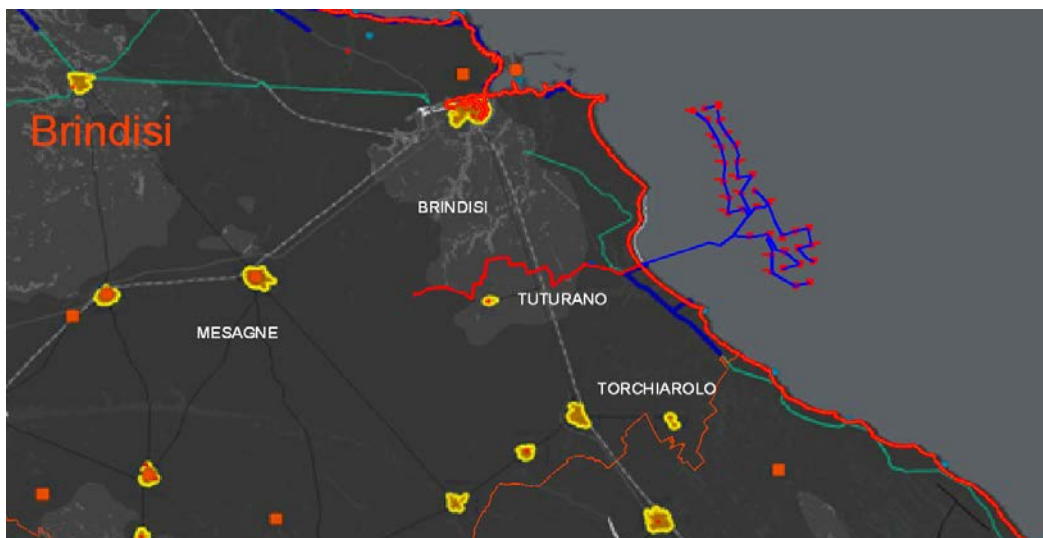 Brindisi
BRINDISI
TUTURANO
MESAGNE
TORCHIAROLO